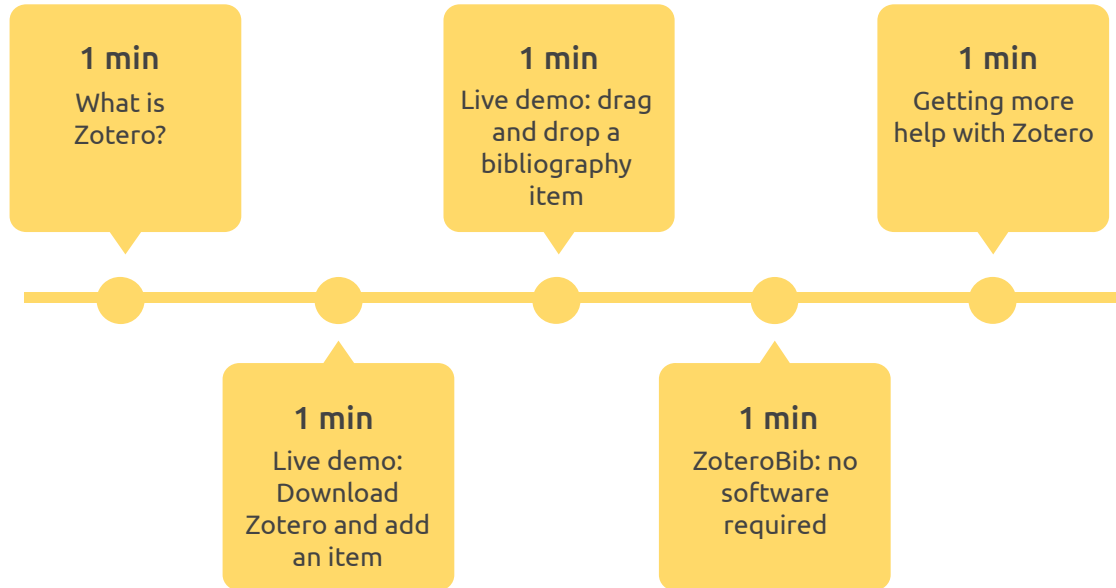 1 min
What is
Zotero?
1 min
Live demo:
Download
Zotero and add
an item
1 min
Live demo: drag
and drop a
bibliography
item
1 min
ZoteroBib: no
software
required
1 min
Getting more
help with Zotero